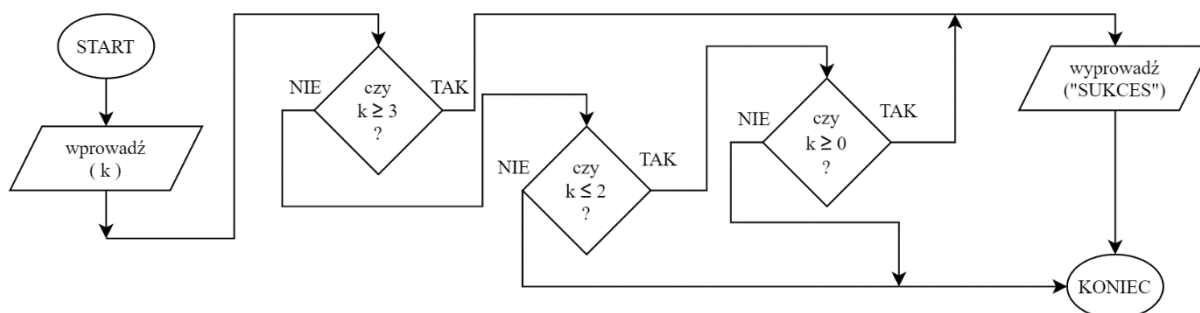 START
wprowadź
( k )
NIE
czy
k ≥ 3
?
TAK
NIE
czy
k ≤ 2
?
TAK
NIE
czy
k ≥ 0
?
TAK
wyprowadź
("SUKCES")
KONIEC